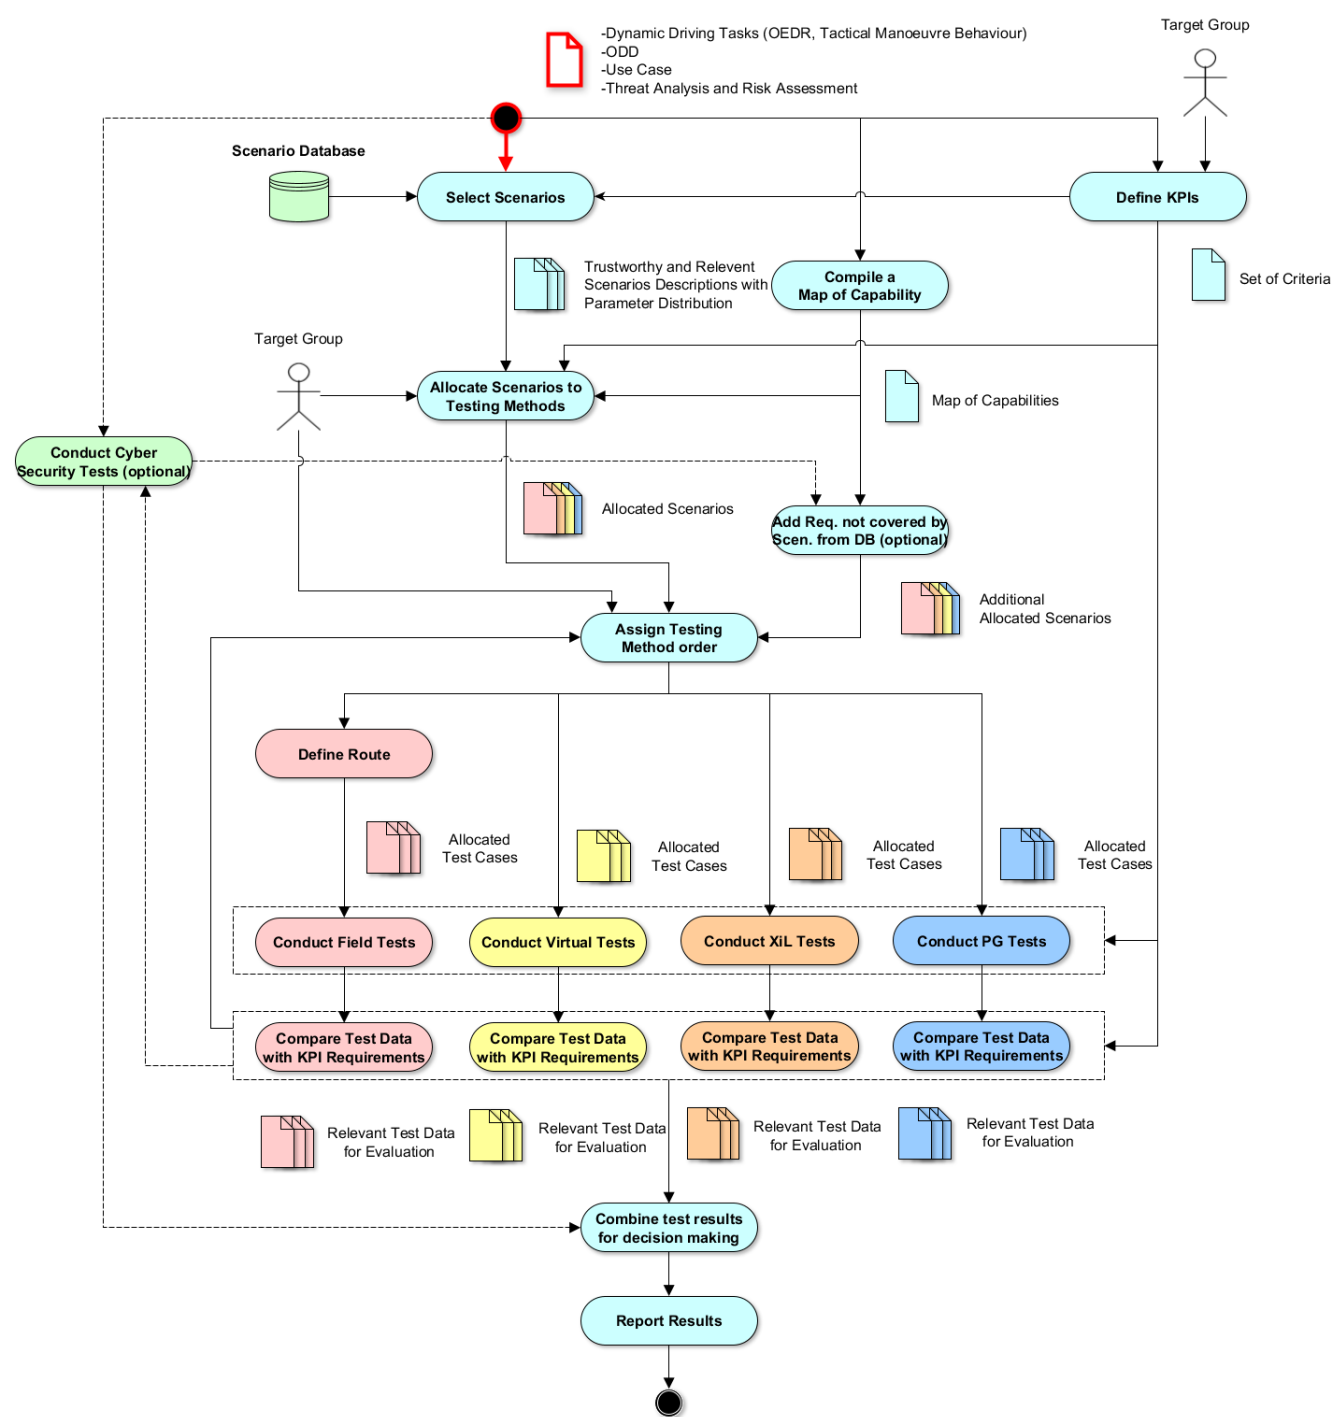 Target Group
-Dynamic Driving Tasks (OEDR, Tactical Manoeuvre Behaviour)
-ODD
-Use Case
-Threat Analysis and Risk Assessment
Scenario Database
Select Scenarios
Define KPIs
Trustworthy and Relevent
Scenarios Descriptions with
Parameter Distribution
Compile a
Map of Capability
Set of Criteria
Target Group
Allocate Scenarios to
Testing Methods
Map of Capabilities
Conduct Cyber
Security Tests (optional)
Allocated Scenarios
Add Req. not covered by
Scen. from DB (optional)
Additional
Allocated Scenarios
Assign Testing
Method order
Define Route
Allocated
Test Cases
Allocated
Test Cases
Allocated
Test Cases
Allocated
Test Cases
Conduct Field Tests
Conduct Virtual Tests
Conduct XiL Tests
Conduct PG Tests
Compare Test Data
with KPI Requirements
Compare Test Data
with KPI Requirements
Compare Test Data
with KPI Requirements
Compare Test Data
with KPI Requirements
Relevant Test Data
for Evaluation
Relevant Test Data
for Evaluation
Relevant Test Data
for Evaluation
Relevant Test Data
for Evaluation
Combine test results
for decision making
Report Results